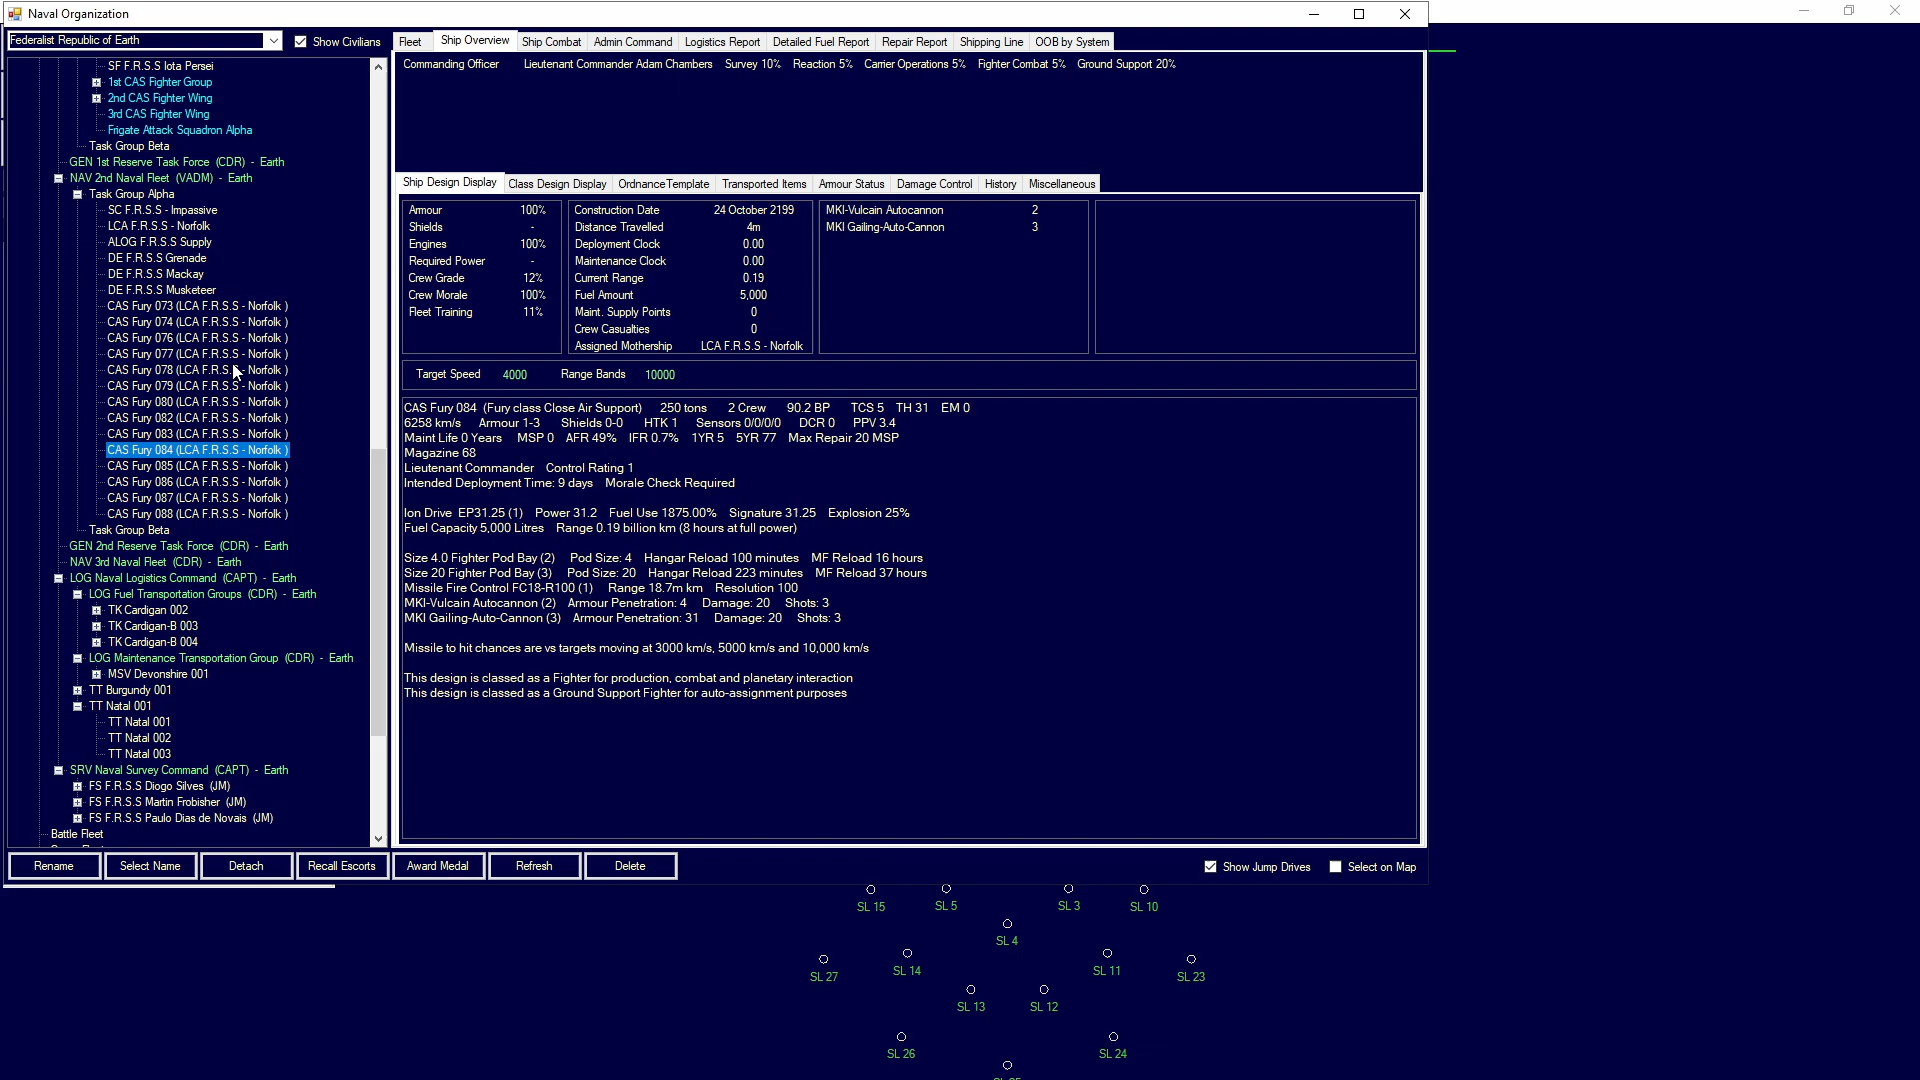 Naval Organization
Federalist Republic of Earth
Show Civilians
Fleet
Ship Overview
Ship Combat
Admin Command
Logistics Report
Detailed Fuel Report
Repair Report
Shipping Line
OOB by System
SF F.R.S.S Iota Persei
1st CAS Fighter Group
2nd CAS Fighter Wing
3rd CAS Fighter Wing
Frigate Attack Squadron Alpha
Task Group Beta
GEN 1st Reserve Task Force (CDR) - Earth
NAV 2nd Naval Fleet (VADM) - Earth
Task Group Alpha
SC F.R.S.S - Impassive
LCA F.R.S.S - Norfolk
ALOG F.R.S.S Supply
DE F.R.S.S Grenade
DE F.R.S.S Mackay
DE F.R.S.S Musketeer
CAS Fury 073 (LCA F.R.S.S - Norfolk )
CAS Fury 074 (LCA F.R.S.S - Norfolk )
CAS Fury 076 (LCA F.R.S.S - Norfolk )
CAS Fury 077 (LCA F.R.S.S - Norfolk )
CAS Fury 078 (LCA F.R.S.S - Norfolk )
CAS Fury 079 (LCA F.R.S.S - Norfolk )
CAS Fury 080 (LCA F.R.S.S - Norfolk )
CAS Fury 082 (LCA F.R.S.S - Norfolk )
CAS Fury 083 (LCA F.R.S.S - Norfolk )
CAS Fury 084 (LCA F.R.S.S - Norfolk )
CAS Fury 085 (LCA F.R.S.S - Norfolk )
CAS Fury 086 (LCA F.R.S.S - Norfolk )
CAS Fury 087 (LCA F.R.S.S - Norfolk )
CAS Fury 088 (LCA F.R.S.S - Norfolk )
Task Group Beta
GEN 2nd Reserve Task Force (CDR) - Earth
NAV 3rd Naval Fleet (CDR) - Earth
LOG Naval Logistics Command (CAPT) - Earth
LOG Fuel Transportation Groups (CDR) - Earth
TK Cardigan 002
TK Cardigan-B 003
TK Cardigan-B 004
LOG Maintenance Transportation Group (CDR) - Earth
MSV Devonshire 001
TT Burgundy 001
TT Natal 001
TT Natal 001
TT Natal 002
TT Natal 003
SRV Naval Survey Command (CAPT) - Earth
FS F.R.S.S Diogo Silves (JM)
FS F.R.S.S Martin Frobisher (JM)
FS F.R.S.S Paulo Dias de Novais (JM)
Battle Fleet
Commanding Officer Lieutenant Commander Adam Chambers Survey 10% Reaction 5% Carrier Operations 5% Fighter Combat 5% Ground Support 20%
Ship Design Display
Class Design Display
Ordnance Template
Transported Items
Armour Status
Damage Control
History
Miscellaneous
Armour 100%
Shields -
Engines 100%
Required Power -
Crew Grade 12%
Crew Morale 100%
Fleet Training 11%
Construction Date 24 October 2199
Distance Travelled 4m
Deployment Clock 0.00
Maintenance Clock 0.00
Current Range 0.19
Fuel Amount 5,000
Maint. Supply Points 0
Crew Casualties 0
Assigned Mothership LCA F.R.S.S - Norfolk
MKI-Vulcain Autocannon 2
MKI Gailing-Auto-Cannon 3
Target Speed 4000 Range Bands 10000
CAS Fury 084 (Fury class Close Air Support) 250 tons 2 Crew 90.2 BP TCS 5 TH 31 EM 0
6258 km/s Armour 1-3 Shields 0-0 HTK 1 Sensors 0/0/0/0 DCR 0 PPV 3.4
Maint Life 0 Years MSP 0 AFR 49% IFR 0.7% 1YR 5 5YR 77 Max Repair 20 MSP
Magazine 68
Lieutenant Commander Control Rating 1
Intended Deployment Time: 9 days Morale Check Required
Ion Drive EP31.25 (1) Power 31.2 Fuel Use 1875.00% Signature 31.25 Explosion 25%
Fuel Capacity 5,000 Litres Range 0.19 billion km (8 hours at full power)
Size 4.0 Fighter Pod Bay (2) Pod Size: 4 Hangar Reload 100 minutes MF Reload 16 hours
Size 20 Fighter Pod Bay (3) Pod Size: 20 Hangar Reload 223 minutes MF Reload 37 hours
Missile Fire Control FC18-R100 (1) Range 18.7m km Resolution 100
MKI-Vulcain Autocannon (2) Armour Penetration: 4 Damage: 20 Shots: 3
MKI Gailing-Auto-Cannon (3) Armour Penetration: 31 Damage: 20 Shots: 3
Missile to hit chances are vs targets moving at 3000 km/s, 5000 km/s and 10,000 km/s
This design is classed as a Fighter for production, combat and planetary interaction
This design is classed as a Ground Support Fighter for auto-assignment purposes
Rename
Select Name
Detach
Recall Escorts
Award Medal
Refresh
Delete
Show Jump Drives
Select on Map
SL 15
SL 5
SL 3
SL 10
SL 4
SL 27
SL 14
SL 11
SL 23
SL 13
SL 12
SL 26
SL 24